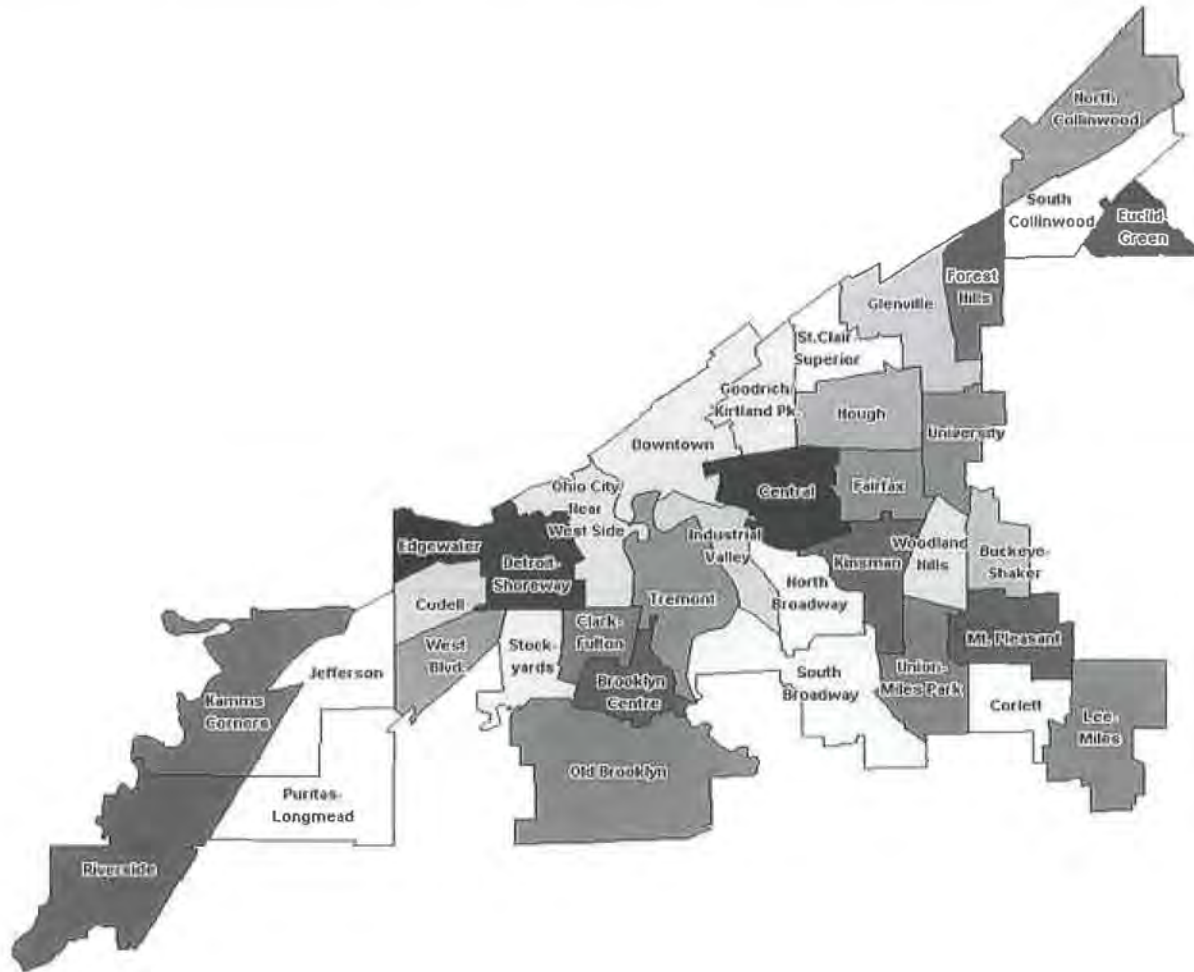 North
Collinwood
South
Collinwood
Euclid-
Green
Forest
Hills
Glenville
St.Clair-
Superior
Goodrich/
Kirtland Pk.
Hough
University
Downtown
Central
Fairfax
Ohio City/
Near
West Side
Industrial
Valley
Edgewater
Detroit-
Shoreway
Kinsman
Woodland
Hills
Buckeye-
Shaker
Cudell
Tremont
North
Broadway
Clark-
Fulton
Mt. Pleasant
West
Blvd.
Stock-
yards
Jefferson
Brooklyn
Centre
South
Broadway
Union-
Miles Park
Corlett
Lee-
Miles
Kamms
Corners
Old Brooklyn
Puritas-
Longmead
Riverside